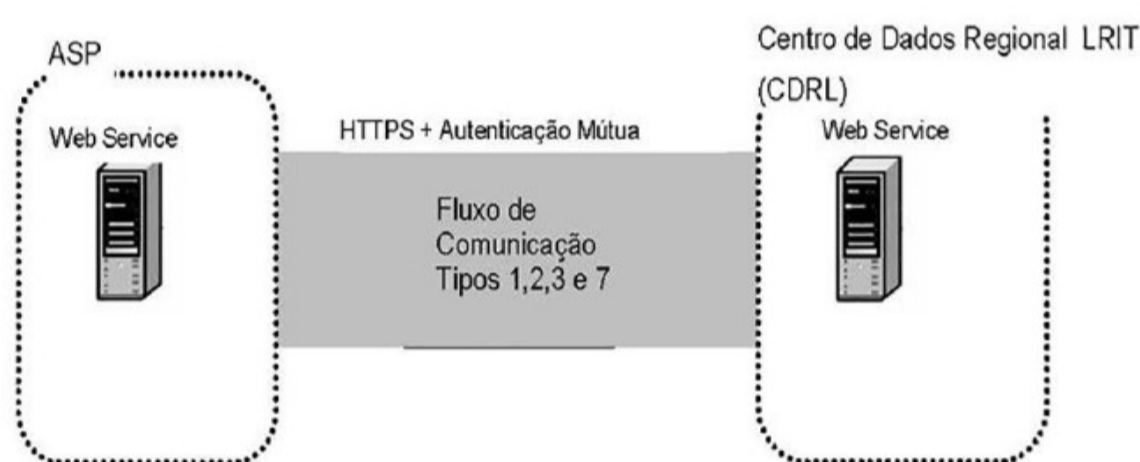 ASP
Centro de Dados Regional LRIT
(CDRL)
Web Service
HTTPS + Autenticação Mútua
Web Service
Fluxo de
Comunicação
Tipos 1,2,3 e 7